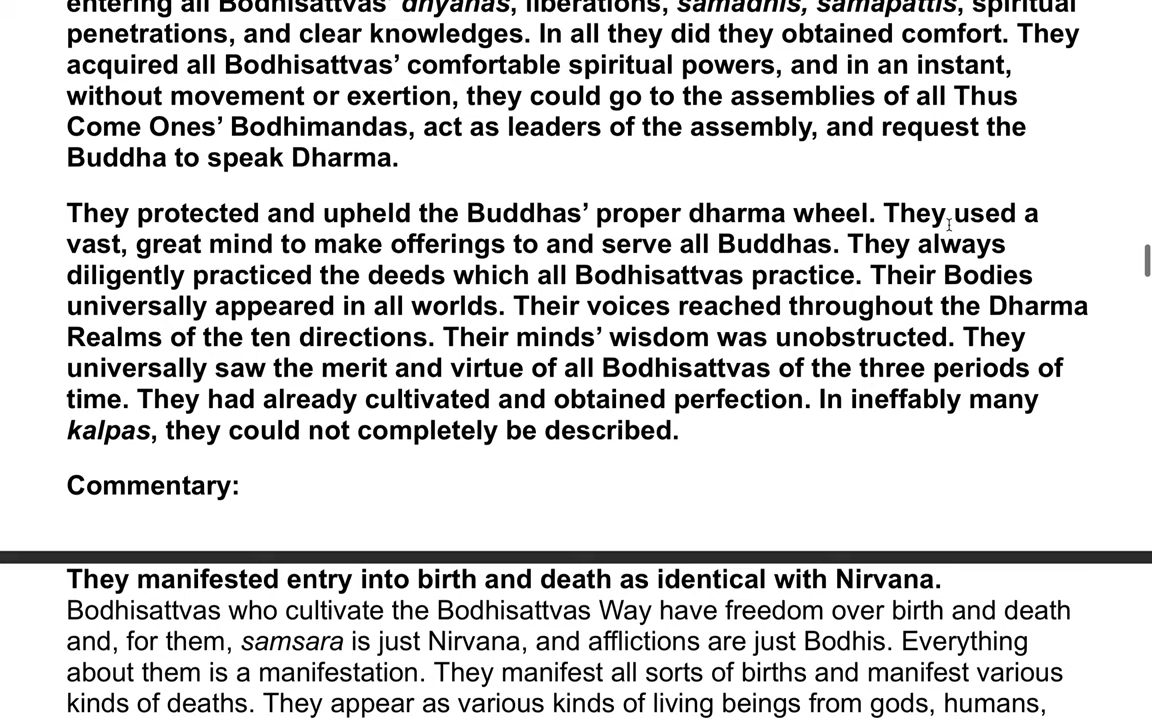 entering all Bodhisattvas' dhyanas, liberations, samadhis, samapattis, spiritual
penetrations, and clear knowledges. In all they did they obtained comfort. They
acquired all Bodhisattvas' comfortable spiritual powers, and in an instant,
without movement or exertion, they could go to the assemblies of all Thus
Come Ones' Bodhimandas, act as leaders of the assembly, and request the
Buddha to speak Dharma.
They protected and upheld the Buddhas' proper dharma wheel. They used a
vast, great mind to make offerings to and serve all Buddhas. They always
diligently practiced the deeds which all Bodhisattvas practice. Their Bodies
universally appeared in all worlds. Their voices reached throughout the Dharma
Realms of the ten directions. Their minds' wisdom was unobstructed. They
universally saw the merit and virtue of all Bodhisattvas of the three periods of
time. They had already cultivated and obtained perfection. In ineffably many
kalpas, they could not completely be described.
Commentary:
They manifested entry into birth and death as identical with Nirvana.
Bodhisattvas who cultivate the Bodhisattvas Way have freedom over birth and death
and, for them, samsara is just Nirvana, and afflictions are just Bodhis. Everything
about them is a manifestation. They manifest all sorts of births and manifest various
kinds of deaths. They appear as various kinds of living beings from gods, humans,